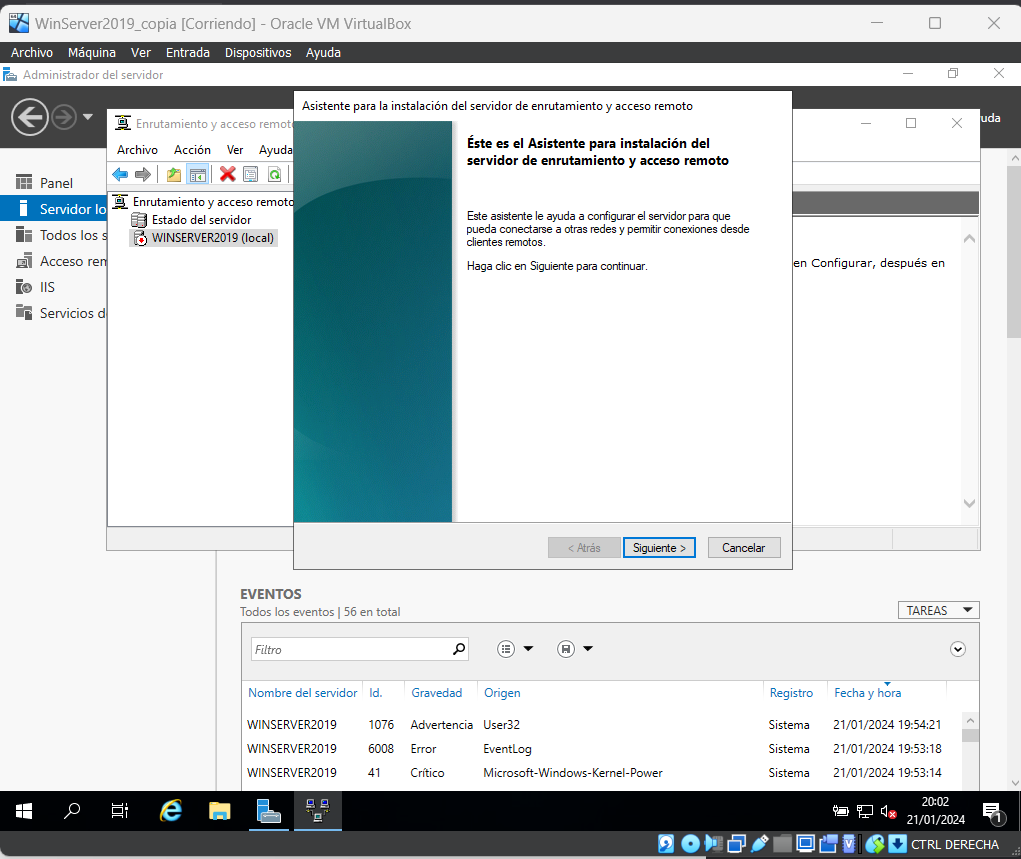 WinServer2019_copia [Corriendo] - Oracle VM VirtualBox
Archivo Máquina Ver Entrada Dispositivos Ayuda
Administrador del servidor
Asistente para la instalación del servidor de enrutamiento y acceso remoto
uda
Enrutamiento y acceso remoto
Archivo Acción Ver Ayuda
Éste es el Asistente para instalación del
servidor de enrutamiento y acceso remoto
Panel
Servidor lo
Todos los s
Acceso rem
IIS
Servicios d
Enrutamiento y acceso remoto
Estado del servidor
WINSERVER2019 (local)
Este asistente le ayuda a configurar el servidor para que
pueda conectarse a otras redes y permitir conexiones desde
clientes remotos.
Haga clic en Siguiente para continuar.
en Configurar, después en
< Atrás Siguiente > Cancelar
EVENTOS
Todos los eventos | 56 en total
TAREAS
Filtro
Nombre del servidor Id. Gravedad Origen Registro Fecha y hora
WINSERVER2019 1076 Advertencia User32 Sistema 21/01/2024 19:54:21
WINSERVER2019 6008 Error EventLog Sistema 21/01/2024 19:53:18
WINSERVER2019 41 Crítico Microsoft-Windows-Kernel-Power Sistema 21/01/2024 19:53:14
20:02
21/01/2024
1
CTRL DERECHA